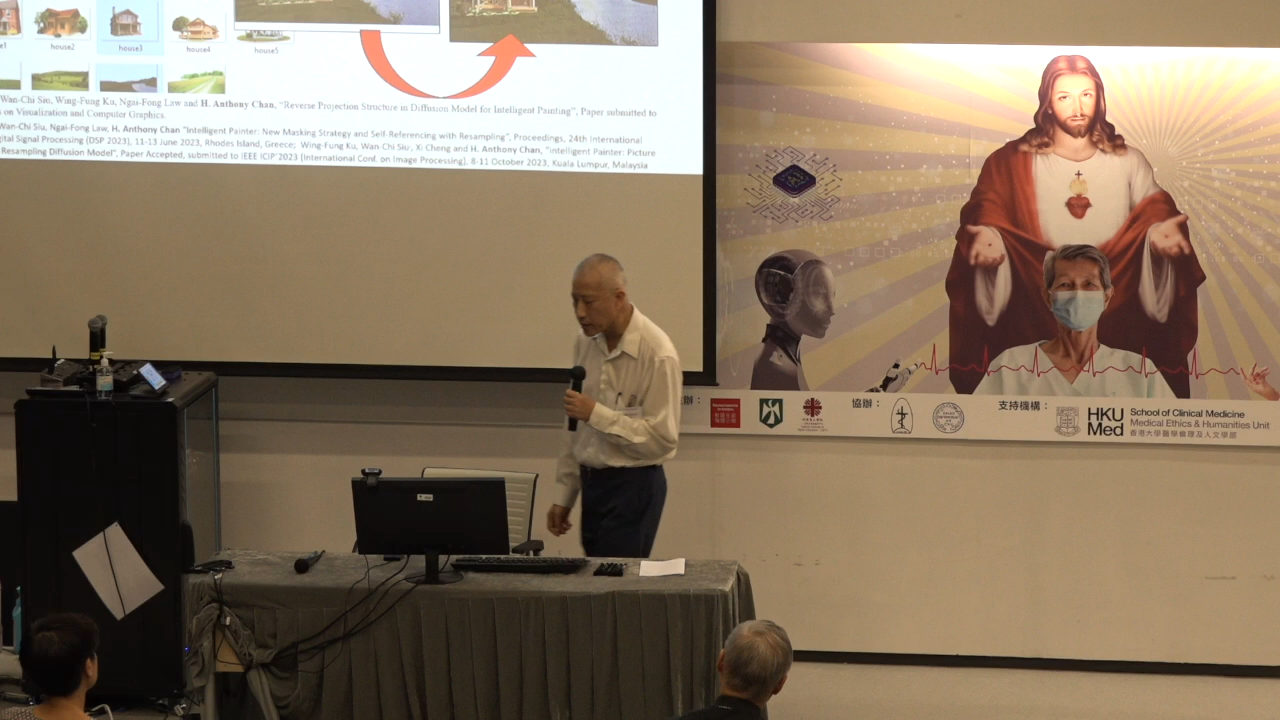 house2
house3
house4
house5
Wan-Chi Siu, Wing-Fung Ku, Ngai-Fong Law and H. Anthony Chan, “Reverse Projection Structure in Diffusion Model for Intelligent Painting”, Paper submitted to
s on Visualization and Computer Graphics.
Wan-Chi Siu, Ngai-Fong Law, H. Anthony Chan “Intelligent Painter: New Masking Strategy and Self-Referencing with Resampling”, Proceedings, 24th International
gital Signal Processing (DSP 2023), 11-13 June 2023, Rhodes Island, Greece; Wing-Fung Ku, Wan-Chi Siu, Xi Cheng and H. Anthony Chan, “Intelligent Painter: Picture
Resampling Diffusion Model”, Paper Accepted, submitted to IEEE ICIP 2023 (International Conf. on Image Processing), 8-11 October 2023, Kuala Lumpur, Malaysia
辦：
協辦：
支持機構：
HKU
Med
School of Clinical Medicine
Medical Ethics & Humanities Unit
香港大學醫學倫理及人文學部